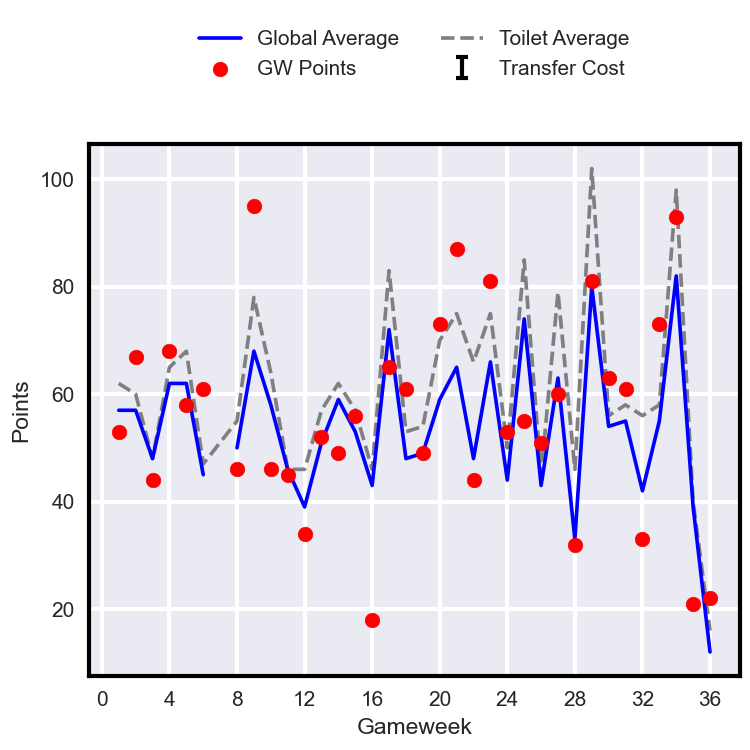 Global Average
Toilet Average
GW Points
Transfer Cost
100
80
60
40
20
Points
0 4 8 12 16 20 24 28 32 36
Gameweek